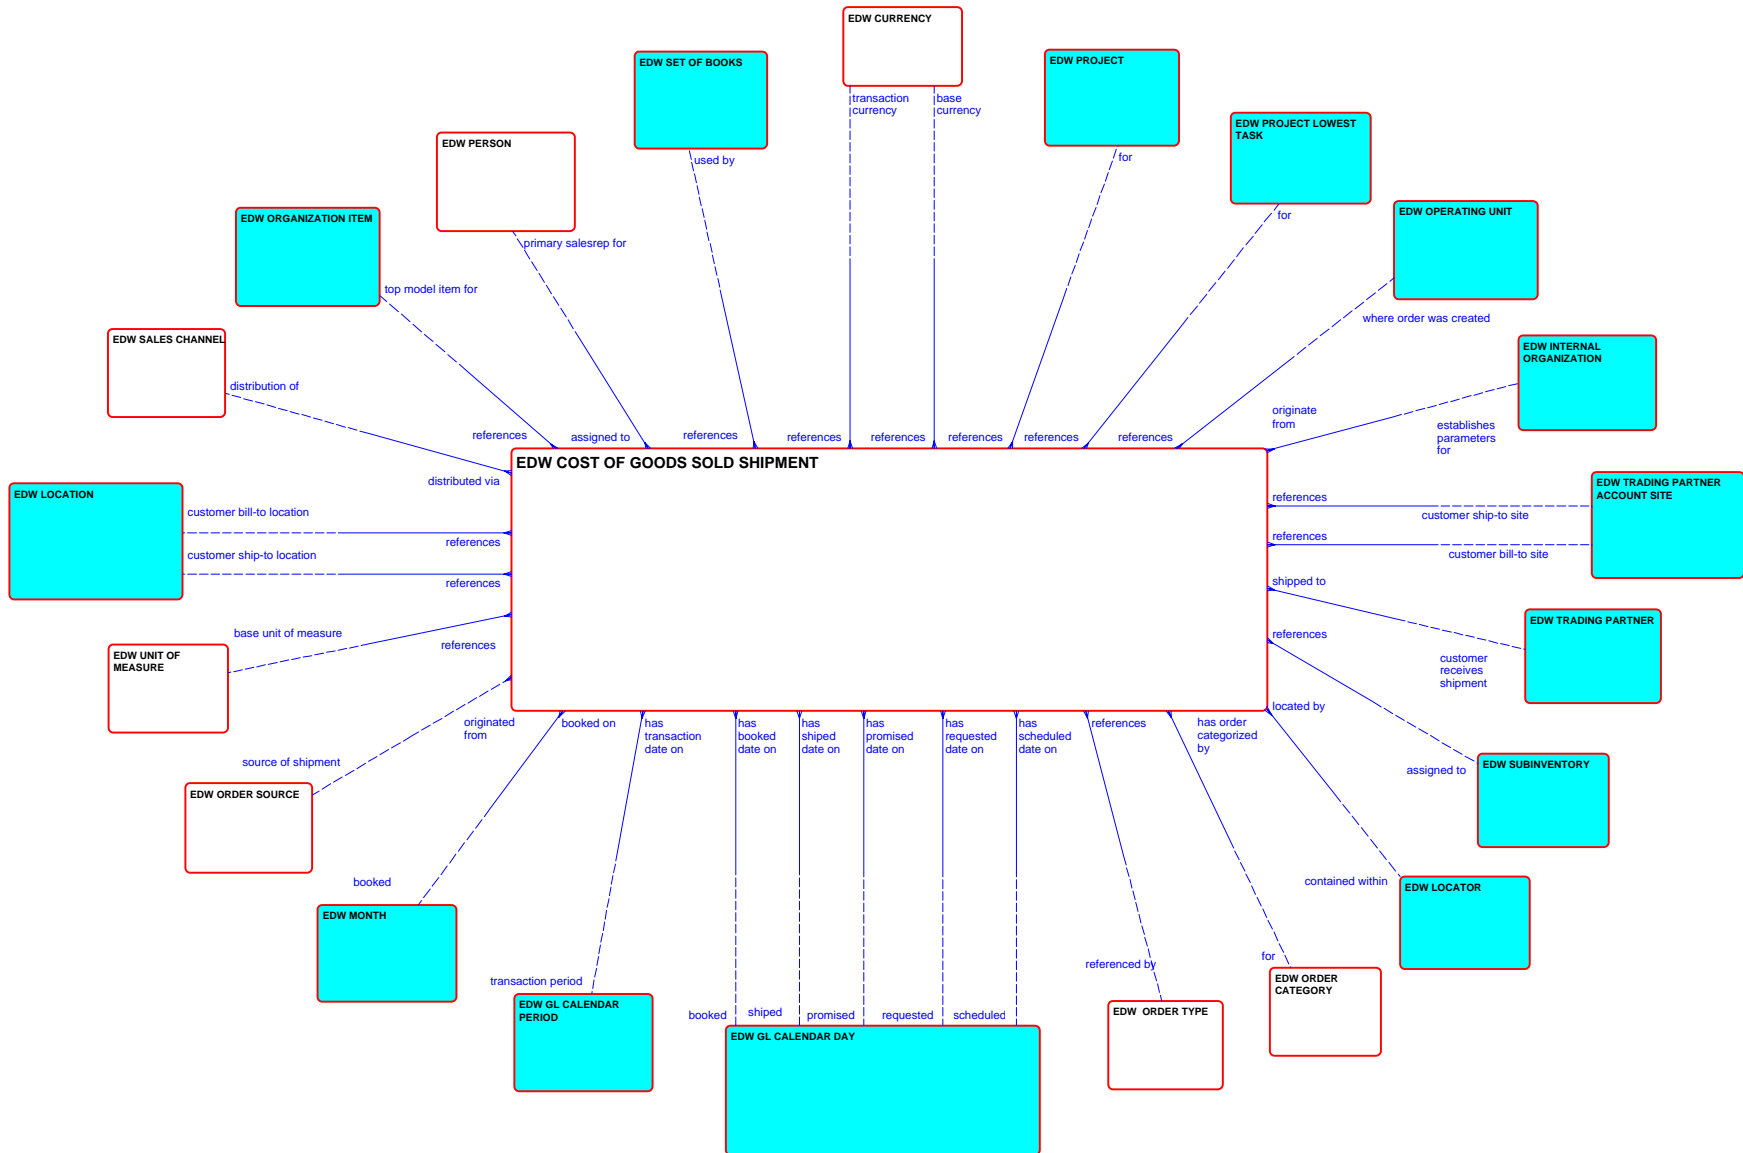 EDW CURRENCY
EDW SET OF BOOKS
EDW PROJECT
transaction
currency
base
currency
EDW PROJECT LOWEST
TASK
EDW PERSON
used by
for
EDW ORGANIZATION ITEM
for
EDW OPERATING UNIT
primary salesrep for
top model item for
where order was created
EDW SALES CHANNEL
EDW INTERNAL
ORGANIZATION
distribution of
originate
from
establishes
parameters
for
references
assigned to
references
references
references
references
references
references
EDW COST OF GOODS SOLD SHIPMENT
distributed via
EDW LOCATION
customer bill-to location
references
customer ship-to location
references
references
customer ship-to site
EDW TRADING PARTNER
ACCOUNT SITE
references
customer bill-to site
shipped to
EDW TRADING PARTNER
base unit of measure
references
EDW UNIT OF
MEASURE
references
customer
receives
shipment
originated
from
booked on
has
transaction
date on
has
booked
date on
has
shiped
date on
has
promised
date on
has
requested
date on
has
scheduled
date on
references
has order
categorized
by
located by
source of shipment
assigned to
EDW SUBINVENTORY
EDW ORDER SOURCE
booked
contained within
EDW LOCATOR
EDW MONTH
referenced by
for
EDW ORDER
CATEGORY
transaction period
EDW GL CALENDAR
PERIOD
booked
shiped
promised
requested
scheduled
EDW  ORDER TYPE
EDW GL CALENDAR DAY